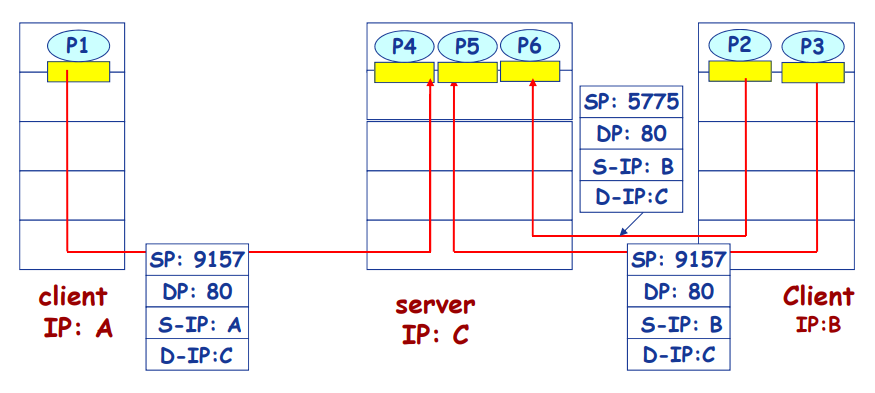 P1
P4
P5
P6
P2
P3
SP: 5775
DP: 80
S-IP: B
D-IP:C
SP: 9157
DP: 80
S-IP: A
D-IP:C
SP: 9157
DP: 80
S-IP: B
D-IP:C
client
IP: A
server
IP: C
Client
IP:B